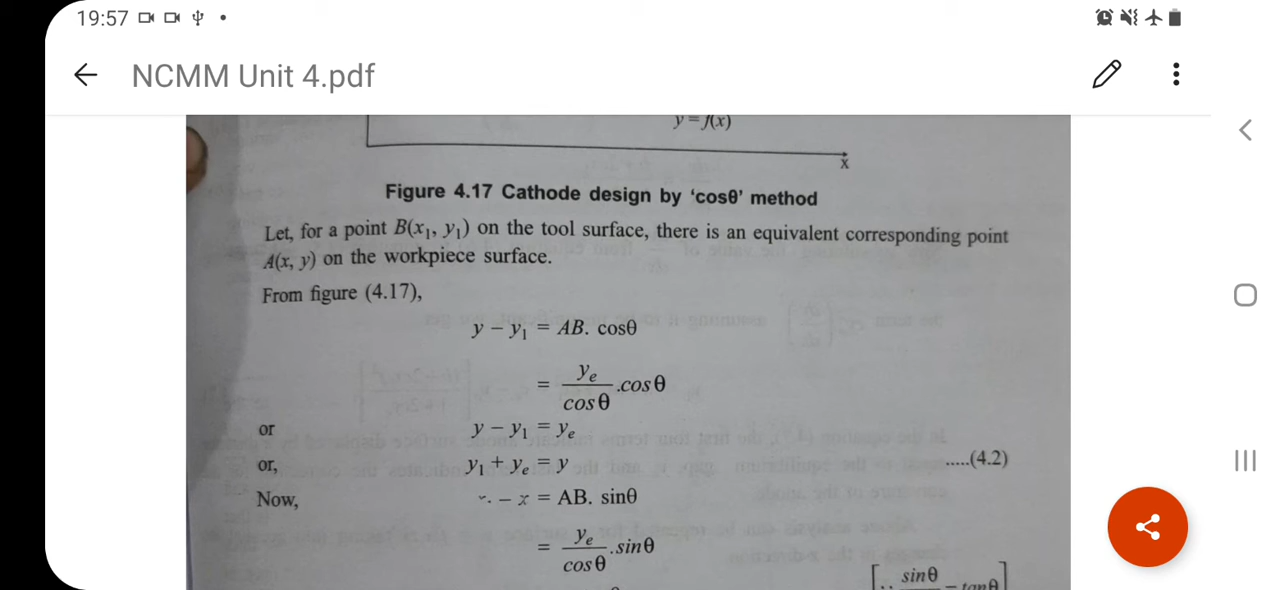 19:57
NCMM Unit 4.pdf
y = f(x)
x
Figure 4.17 Cathode design by ‘cosθ’ method
Let, for a point B(x₁, y₁) on the tool surface, there is an equivalent corresponding point
A(x, y) on the workpiece surface.
From figure (4.17),
y – y₁ = AB. cosθ
= yₑ/cosθ .cosθ
or y – y₁ = yₑ
or, y₁ + yₑ = y .....(4.2)
Now, – x = AB. sinθ
= yₑ/cosθ .sinθ
[∵ sinθ – tanθ]